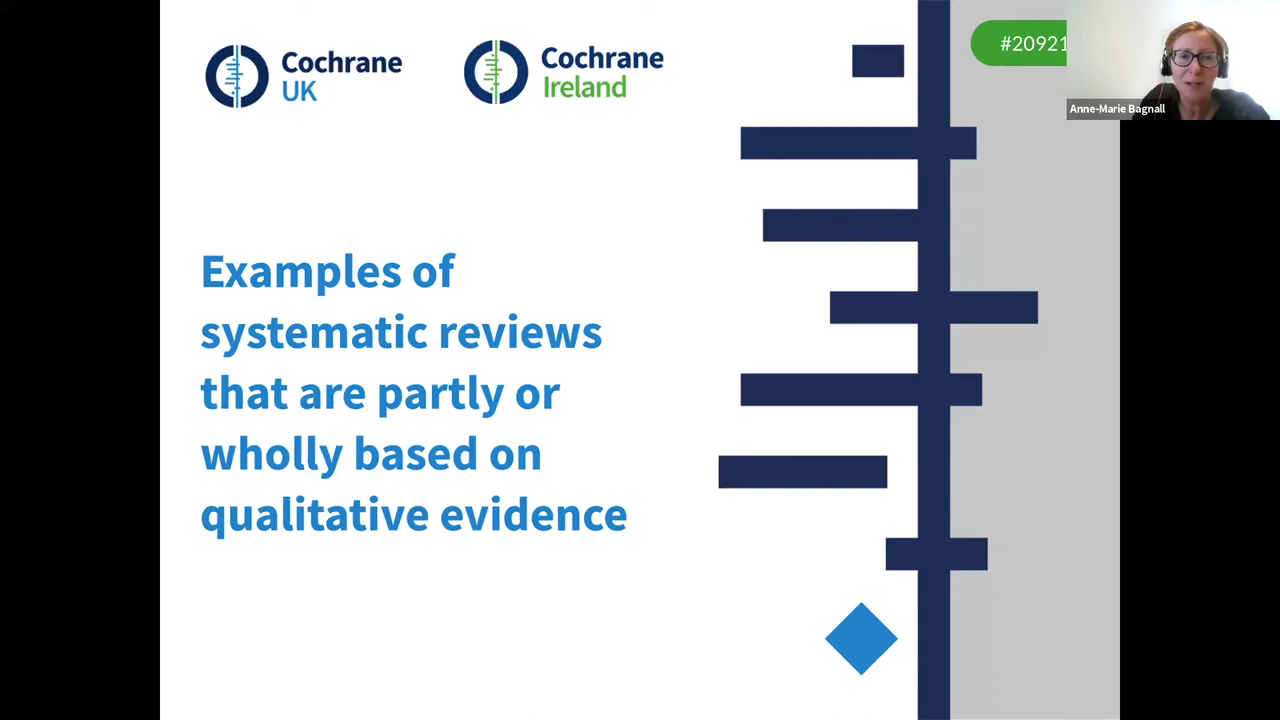 Cochrane
UK
Cochrane
Ireland
#20921
Anne-Marie Bagnall
Examples of
systematic reviews
that are partly or
wholly based on
qualitative evidence